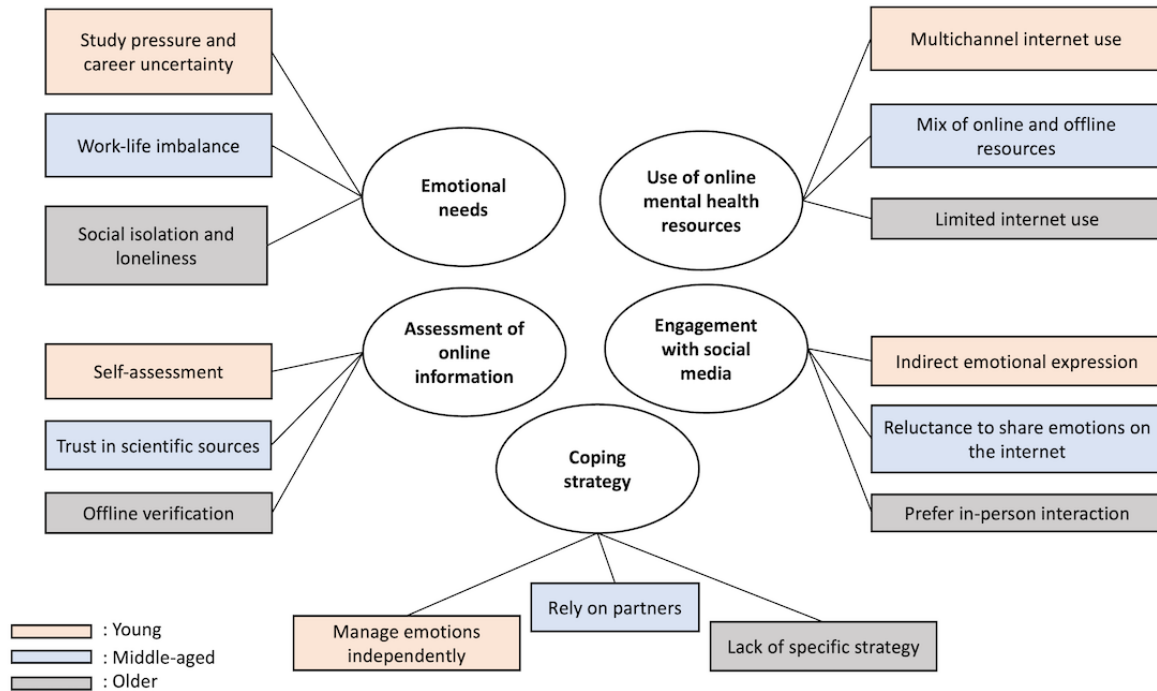 Study pressure and
career uncertainty
Work-life imbalance
Social isolation and
loneliness
Emotional
needs
Use of online
mental health
resources
Multichannel internet use
Mix of online and offline
resources
Limited internet use
Self-assessment
Trust in scientific sources
Offline verification
Assessment of
online
information
Engagement
with social
media
Indirect emotional expression
Reluctance to share emotions on
the internet
Prefer in-person interaction
Coping
strategy
Manage emotions
independently
Rely on partners
Lack of specific strategy
: Young
: Middle-aged
: Older